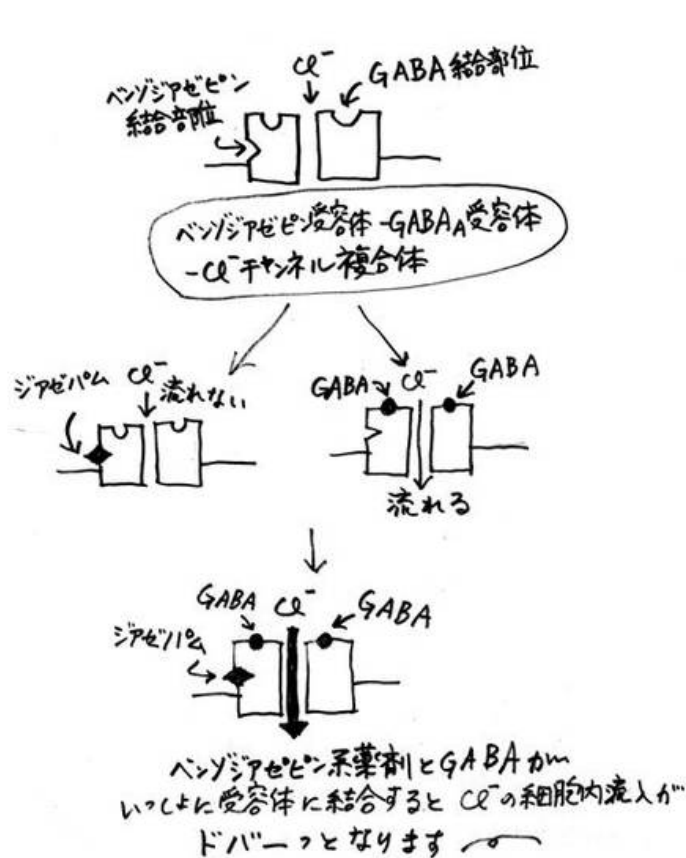 Cl⁻
GABA結合部位
ベンゾジアゼピン
結合部位
ベンゾジアゼピン受容体-GABAA受容体
-Cl⁻チャンネル複合体
ジアゼパム
Cl⁻
流れない
GABA
Cl⁻
GABA
流れる
GABA
Cl⁻
GABA
ジアゼパム
ベンゾジアゼピン系薬剤とGABAが
いっしょに受容体に結合すると Cl⁻の細胞内流入が
ドバーっとなります